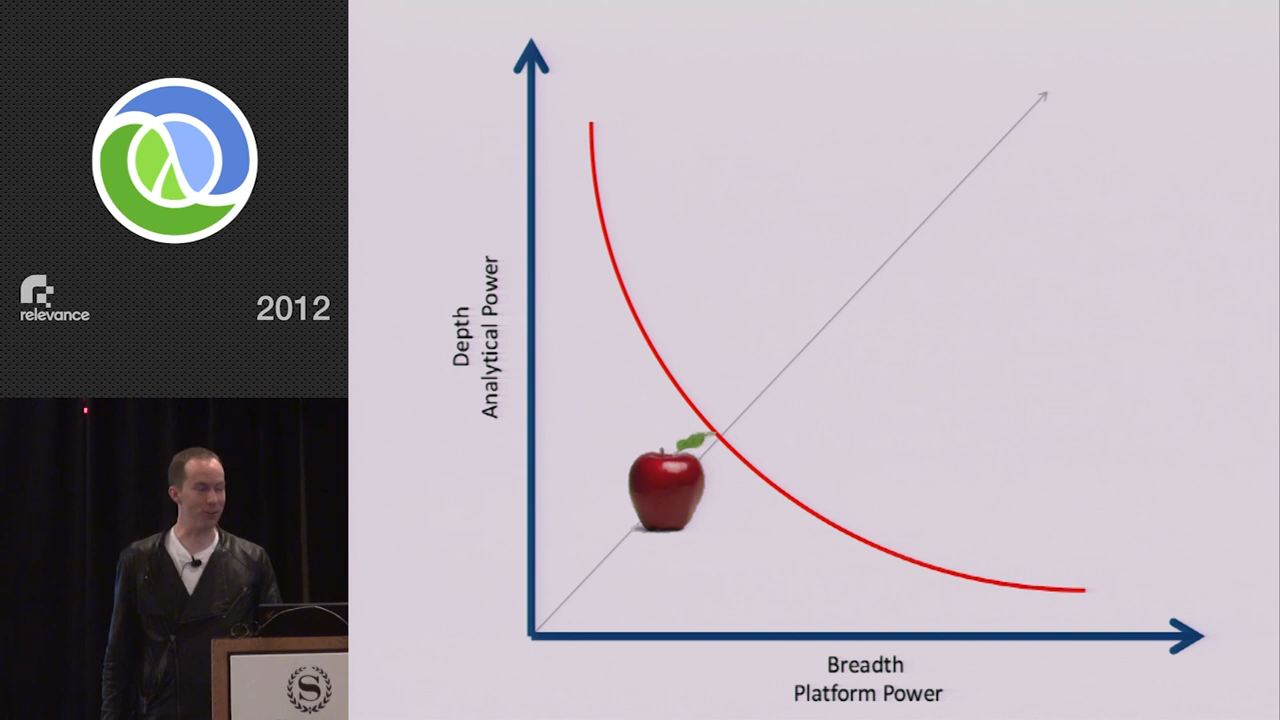 relevance
2012
Depth
Analytical Power
Breadth
Platform Power
S